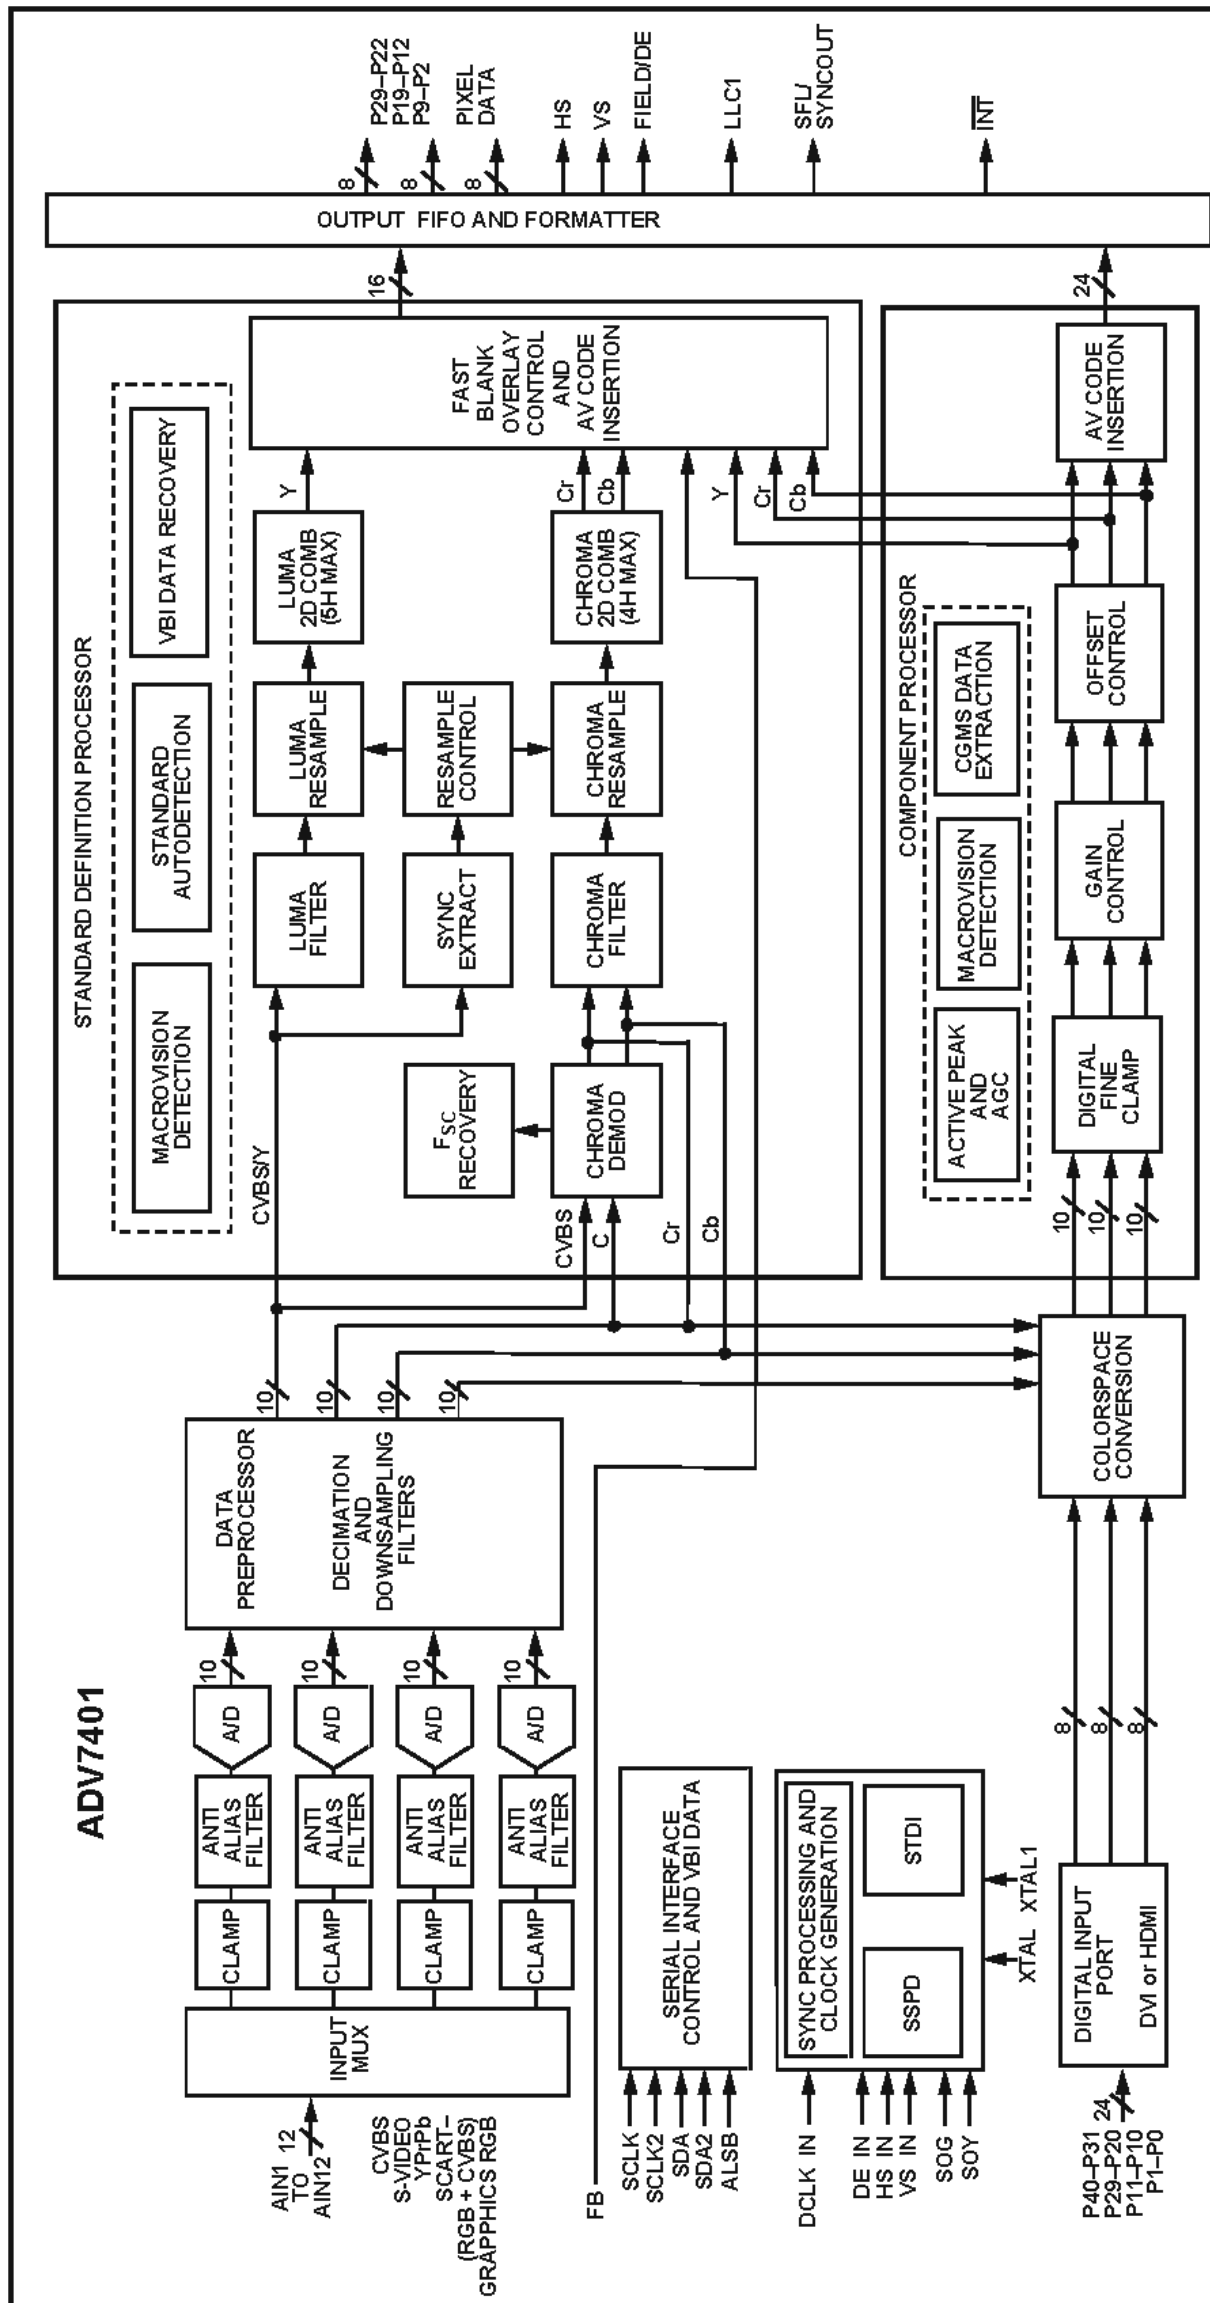 ADV7401
AIN1
TO
AIN12
12
CVBS
S-VIDEO
YPrPb
SCART–
(RGB + CVBS)
GRAPHICS RGB
INPUT
MUX
CLAMP
ANTI
ALIAS
FILTER
A/D
10
CLAMP
ANTI
ALIAS
FILTER
A/D
10
CLAMP
ANTI
ALIAS
FILTER
A/D
10
CLAMP
ANTI
ALIAS
FILTER
A/D
10
DATA
PREPROCESSOR
DECIMATION
AND
DOWNSAMPLING
FILTERS
10
10
10
10
FB
SCLK
SCLK2
SDA
SDA2
ALSB
SERIAL INTERFACE
CONTROL AND VBI DATA
DCLK IN
DE IN
HS IN
VS IN
SOG
SOY
SYNC PROCESSING AND
CLOCK GENERATION
SSPD
STDI
XTAL
XTAL1
P40–P31
P29–P20
P11–P10
P1–P0
24
DIGITAL INPUT
PORT
DVI or HDMI
8
8
8
COLORSPACE
CONVERSION
STANDARD DEFINITION PROCESSOR
MACROVISION
DETECTION
STANDARD
AUTODETECTION
VBI DATA RECOVERY
CVBS/Y
LUMA
FILTER
LUMA
RESAMPLE
LUMA
2D COMB
(5H MAX)
Y
SYNC
EXTRACT
RESAMPLE
CONTROL
FSC
RECOVERY
CVBS
C
CHROMA
DEMOD
CHROMA
FILTER
CHROMA
RESAMPLE
CHROMA
2D COMB
(4H MAX)
Cr
Cb
Cr
Cb
Y
Cr
Cb
FAST
BLANK
OVERLAY
CONTROL
AND
AV CODE
INSERTION
16
COMPONENT PROCESSOR
ACTIVE PEAK
AND
AGC
MACROVISION
DETECTION
CGMS DATA
EXTRACTION
10
10
10
DIGITAL
FINE
CLAMP
GAIN
CONTROL
OFFSET
CONTROL
AV CODE
INSERTION
24
OUTPUT FIFO AND FORMATTER
8
8
8
P29–P22
P19–P12
P9–P2
PIXEL
DATA
HS
VS
FIELD/DE
LLC1
SFL/
SYNCOUT
INT